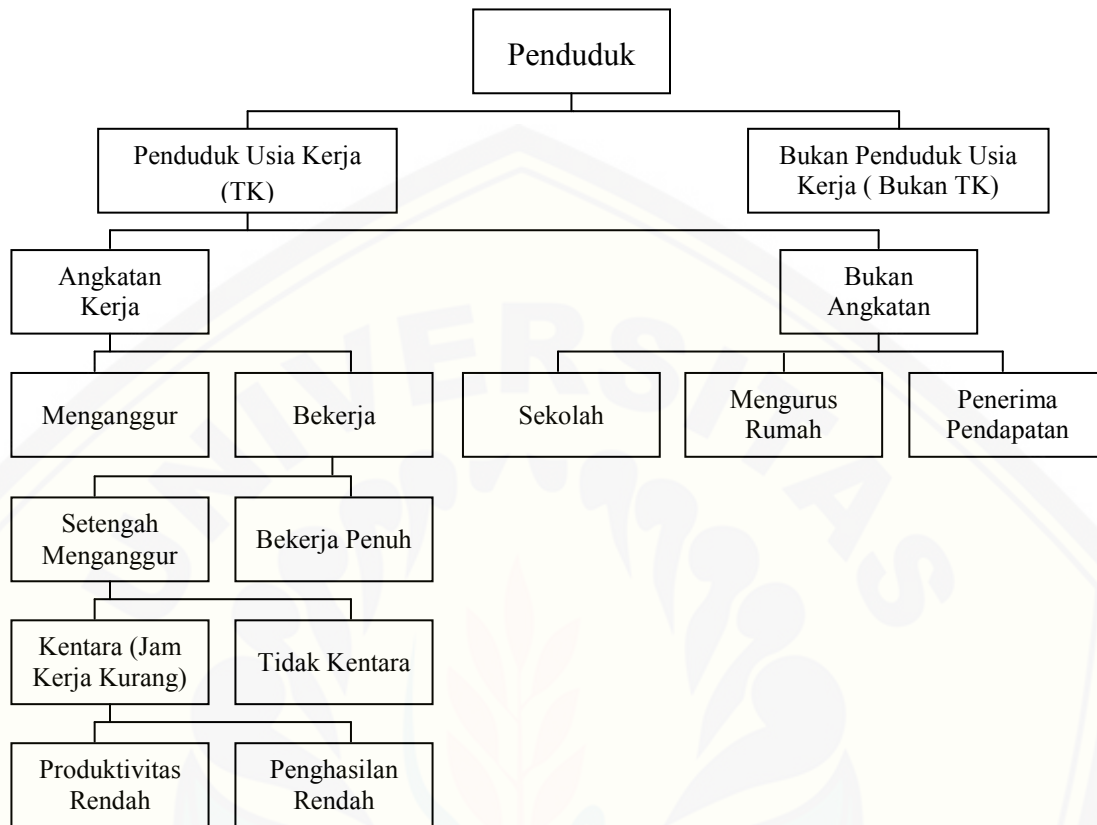 Penduduk
Penduduk Usia Kerja
(TK)
Bukan Penduduk Usia
Kerja ( Bukan TK)
Angkatan
Kerja
Bukan
Angkatan
Menganggur
Bekerja
Sekolah
Mengurus
Rumah
Penerima
Pendapatan
Setengah
Menganggur
Bekerja Penuh
Kentara (Jam
Kerja Kurang)
Tidak Kentara
Produktivitas
Rendah
Penghasilan
Rendah
UNIVERSITAS